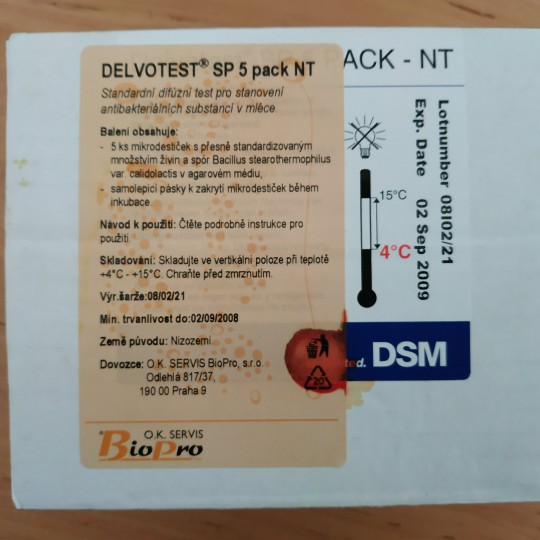 DELVOTEST® SP 5 pack NT
Standardní difúzní test pro stanovení
antibakteriálních substancí v mléce.
Balení obsahuje:
- 5 ks mikrodestiček s přesně standardizovaným
množstvím živin a spór Bacillus stearothermophilus
var. calidolactis v agarovém médiu,
- samolepicí pásky k zakrytí mikrodestiček během
inkubace.
Návod k použití: Čtěte podrobně instrukce pro
použití
Skladování: Skladujte ve vertikální poloze při teplotě
+4°C - +15°C. Chraňte před zmrznutím.
Výr.šarže:08/02/21
Min. trvanlivost do:02/09/2008
Země původu: Nizozemí
Dovozce: O.K. SERVIS BioPro, s.r.o.
Odlehlá 817/37,
190 00 Praha 9
O.K. SERVIS
BioPro
ACK - NT
Lotnumber 08I02/21
Exp. Date 02 Sep 2009
15°C
4°C
20
DSM